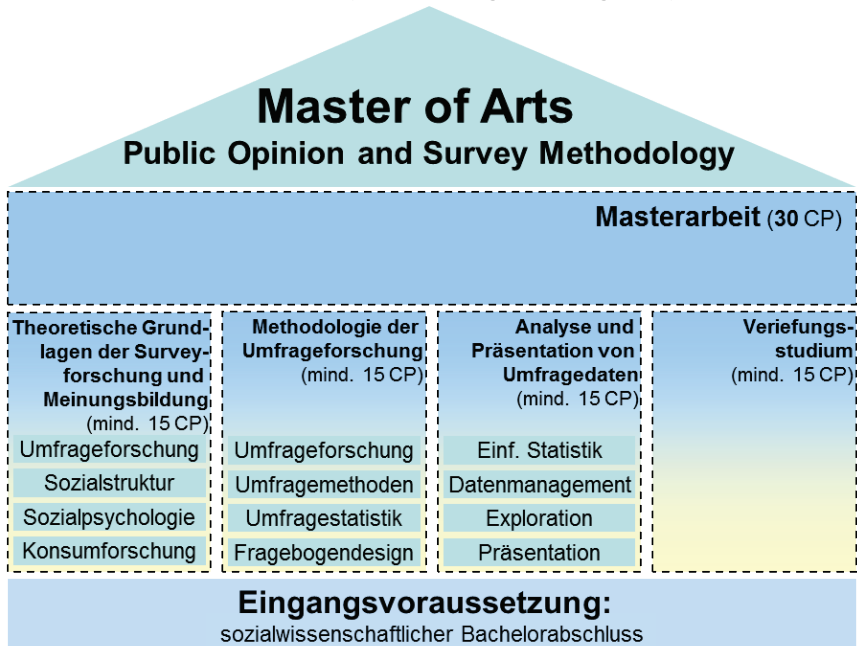 Master of Arts
Public Opinion and Survey Methodology
Masterarbeit (30 CP)
Theoretische Grund-
lagen der Survey-
forschung und
Meinungsbildung
(mind. 15 CP)
Umfrageforschung
Sozialstruktur
Sozialpsychologie
Konsumforschung
Methodologie der
Umfrageforschung
(mind. 15 CP)
Umfrageforschung
Umfragemethoden
Umfragestatistik
Fragebogendesign
Analyse und
Präsentation von
Umfragedaten
(mind. 15 CP)
Einf. Statistik
Datenmanagement
Exploration
Präsentation
Veriefungs-
studium
(mind. 15 CP)
Eingangsvoraussetzung:
sozialwissenschaftlicher Bachelorabschluss